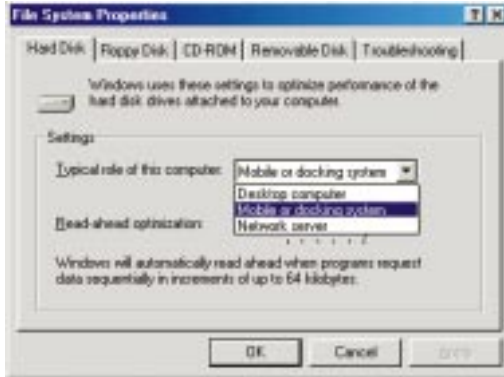 File System Properties
Hard Disk
Floppy Disk
CD-ROM
Removable Disk
Troubleshooting
Windows uses these settings to optimize performance of the
hard disk drives attached to your computer.
Settings
Typical role of this computer:
Mobile or docking system
Desktop computer
Mobile or docking system
Network server
Read-ahead optimization:
Windows will automatically read ahead when programs request
data sequentially in increments of up to 64 kilobytes.
OK
Cancel
Apply